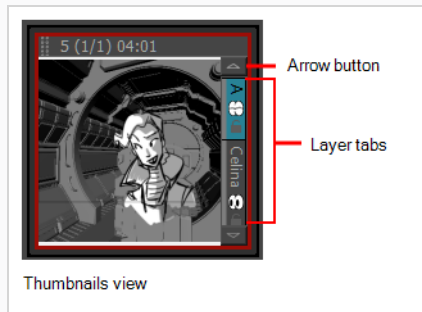 5 (1/1) 04:01
Arrow button
A
Layer tabs
Celina
Thumbnails view